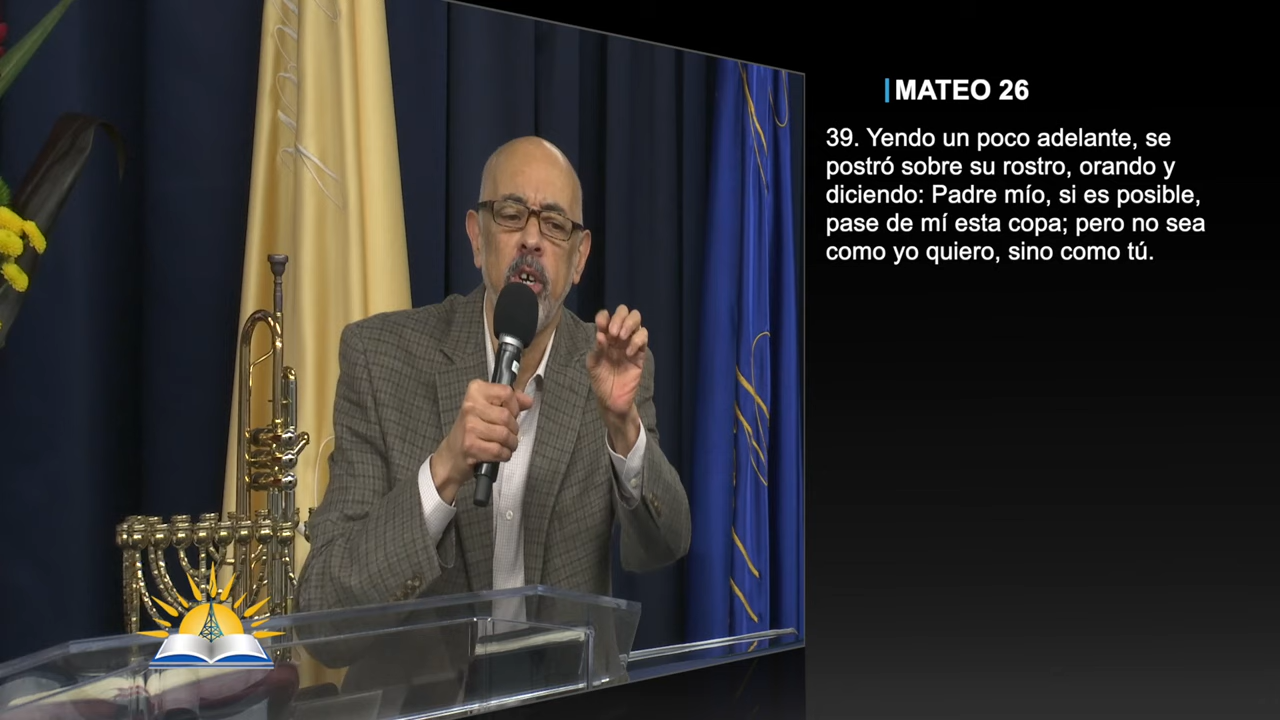 MATEO 26
39. Yendo un poco adelante, se
postró sobre su rostro, orando y
diciendo: Padre mío, si es posible,
pase de mí esta copa; pero no sea
como yo quiero, sino como tú.